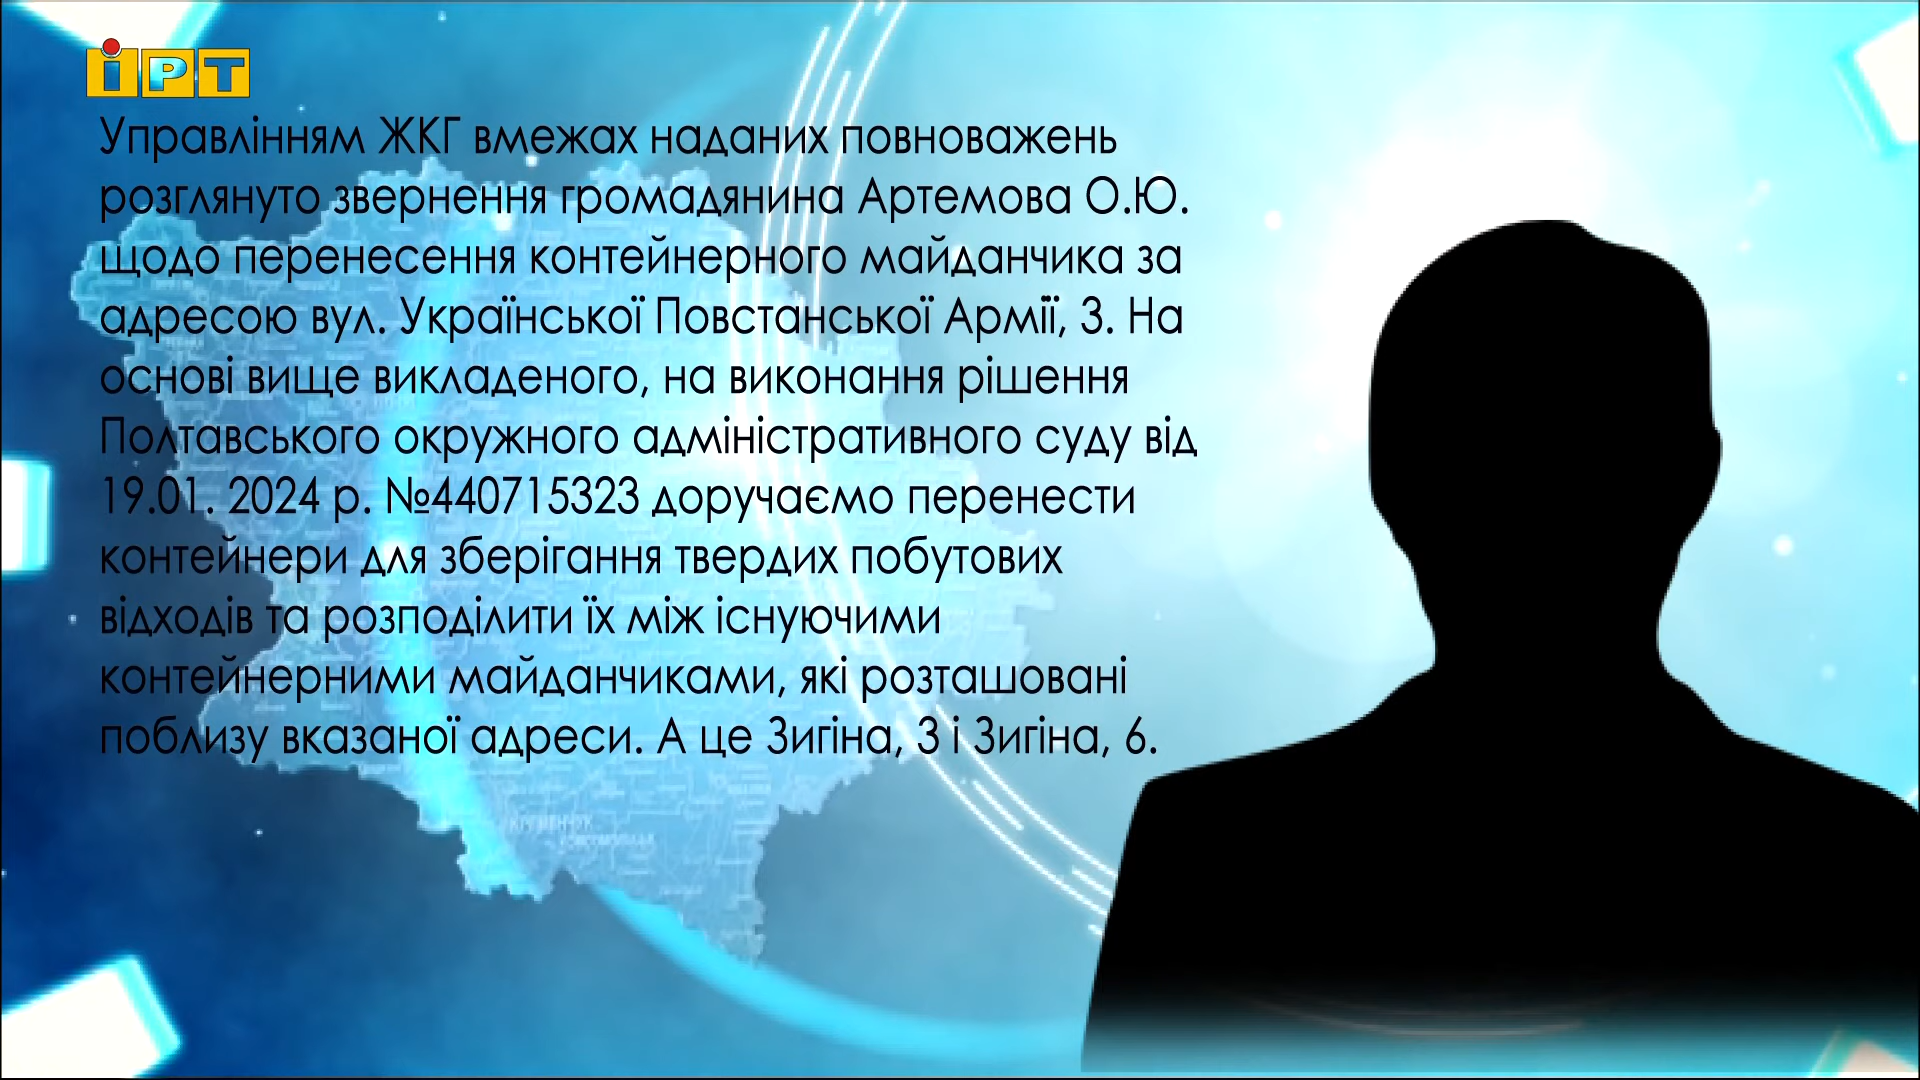 іРТ
Управлінням ЖКГ вмежах наданих повноважень
розглянуто звернення громадянина Артемова О.Ю.
щодо перенесення контейнерного майданчика за
адресою вул. Української Повстанської Армії, 3. На
основі вище викладеного, на виконання рішення
Полтавського окружного адміністративного суду від
19.01. 2024 р. №440715323 доручаємо перенести
контейнери для зберігання твердих побутових
відходів та розподілити їх між існуючими
контейнерними майданчиками, які розташовані
поблизу вказаної адреси. А це Зигіна, 3 і Зигіна, 6.